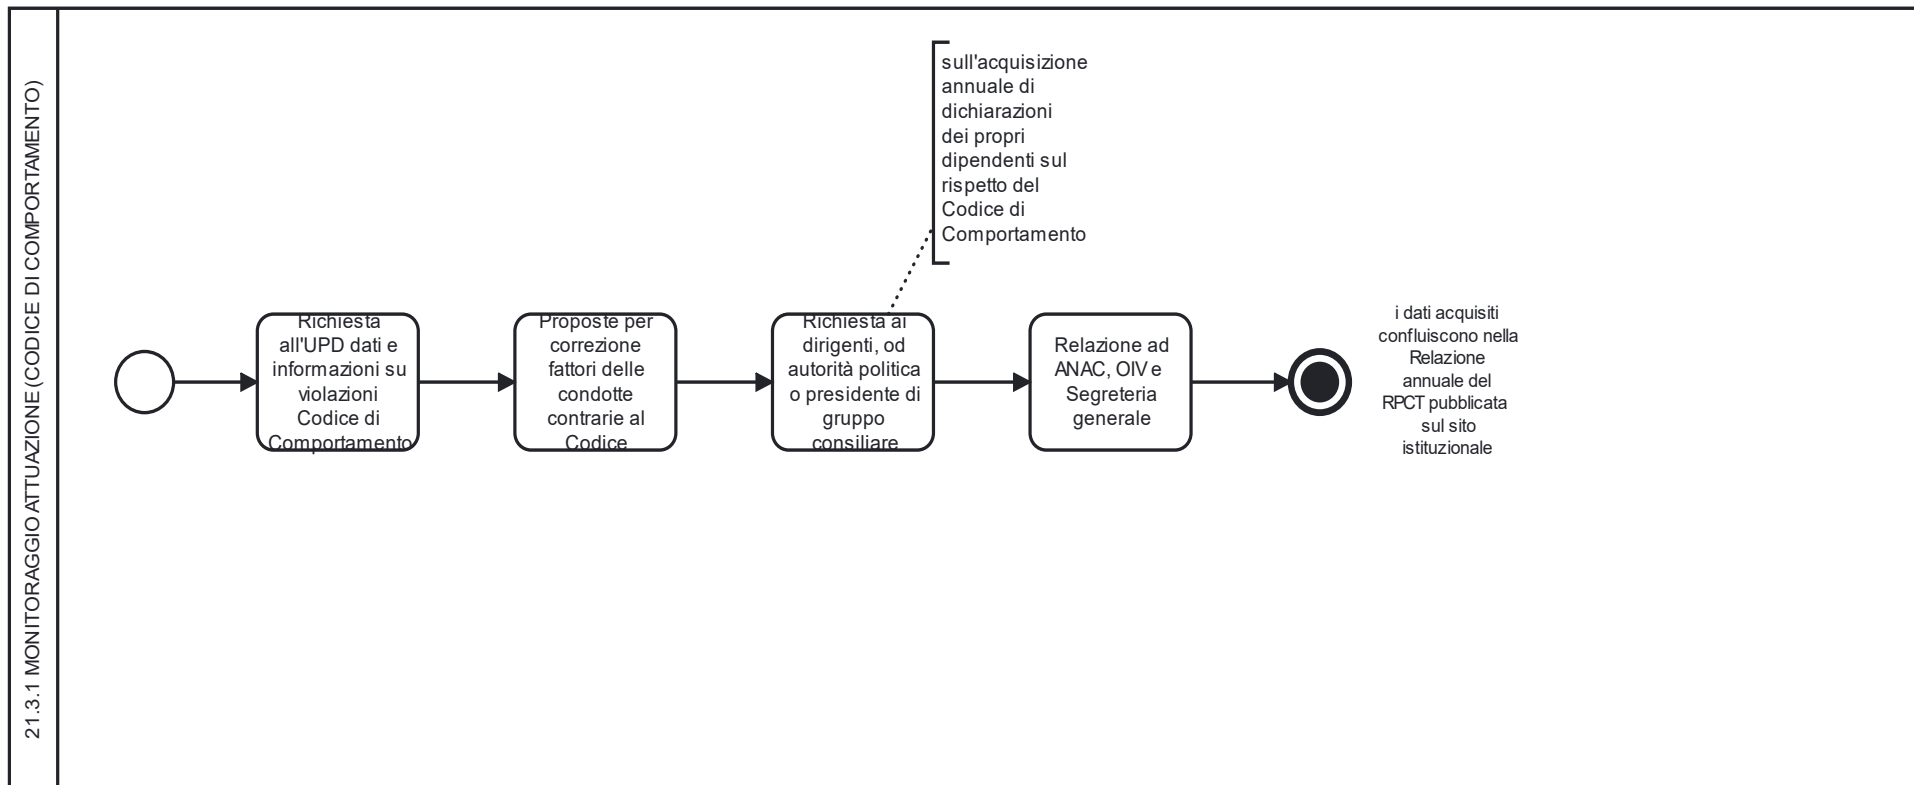 21.3.1 MONITORAGGIO ATTUAZIONE (CODICE DI COMPORTAMENTO)
sull'acquisizione
annuale di
dichiarazioni
dei propri
dipendenti sul
rispetto del
Codice di
Comportamento
Richiesta
all'UPD dati e
informazioni su
violazioni
Codice di
Comportamento
Proposte per
correzione
fattori delle
condotte
contrarie al
Codice
Richiesta ai
dirigenti, od
autorità politica
o presidente di
gruppo
consiliare
Relazione ad
ANAC, OIV e
Segreteria
generale
i dati acquisiti
confluiscono nella
Relazione
annuale del
RPCT pubblicata
sul sito
istituzionale